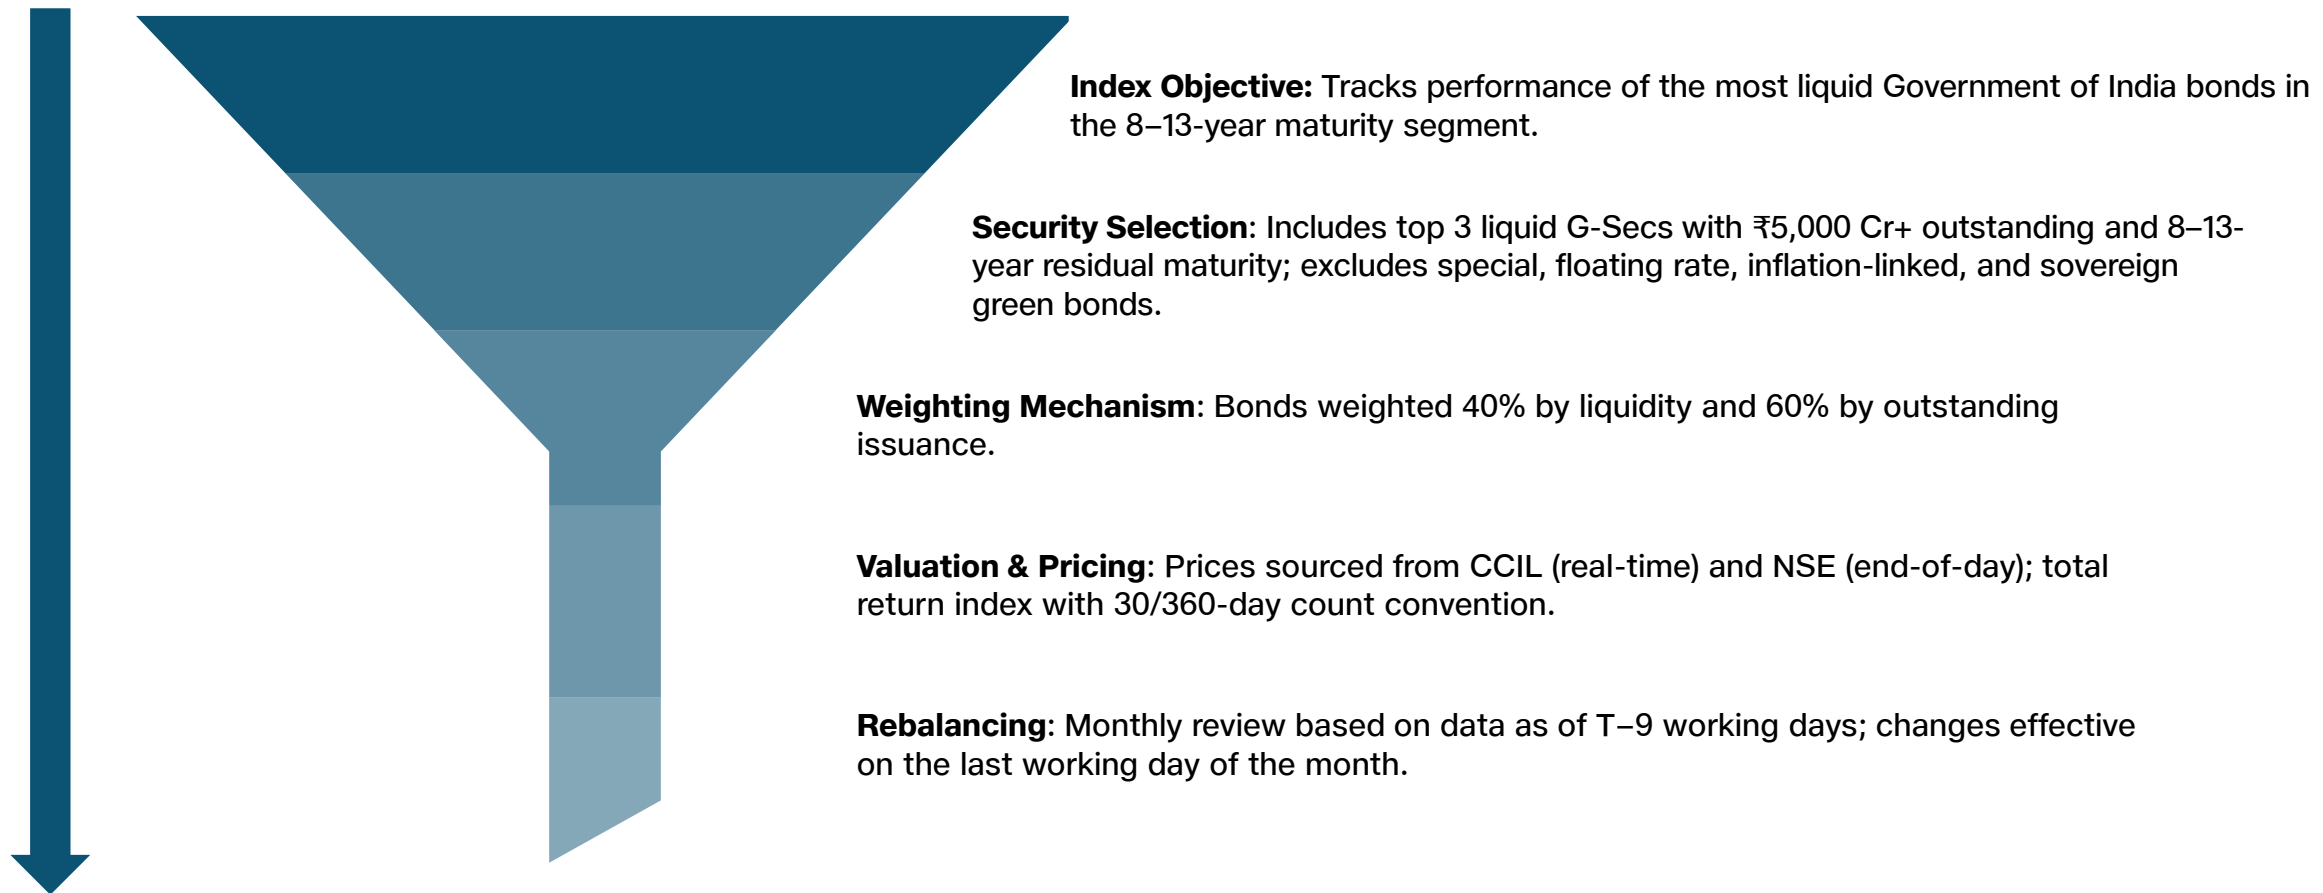 Index Objective: Tracks performance of the most liquid Government of India bonds in
the 8–13-year maturity segment.
Security Selection: Includes top 3 liquid G-Secs with ₹5,000 Cr+ outstanding and 8–13-
year residual maturity; excludes special, floating rate, inflation-linked, and sovereign
green bonds.
Weighting Mechanism: Bonds weighted 40% by liquidity and 60% by outstanding
issuance.
Valuation & Pricing: Prices sourced from CCIL (real-time) and NSE (end-of-day); total
return index with 30/360-day count convention.
Rebalancing: Monthly review based on data as of T–9 working days; changes effective
on the last working day of the month.